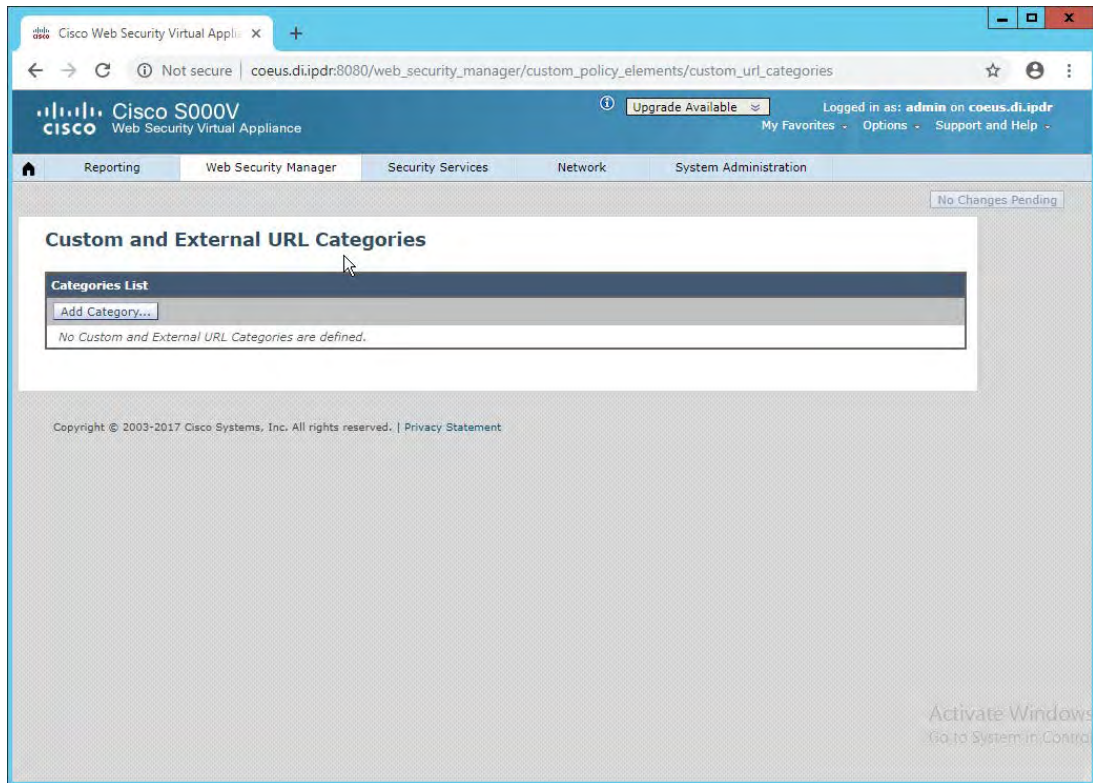 Cisco Web Security Virtual Appli
Not secure | coeus.di.ipdr:8080/web_security_manager/custom_policy_elements/custom_url_categories
Cisco S000V
CISCO Web Security Virtual Appliance
Upgrade Available
Logged in as: admin on coeus.di.ipdr
My Favorites Options Support and Help
Reporting Web Security Manager Security Services Network System Administration
No Changes Pending
Custom and External URL Categories
Categories List
Add Category...
No Custom and External URL Categories are defined.
Copyright © 2003-2017 Cisco Systems, Inc. All rights reserved. | Privacy Statement
Activate Windows
Go to System in Contro